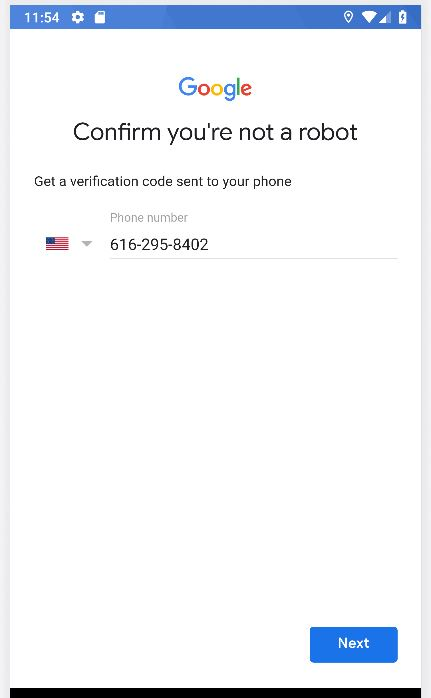 11:54
Google
Confirm you're not a robot
Get a verification code sent to your phone
Phone number
616-295-8402
Next